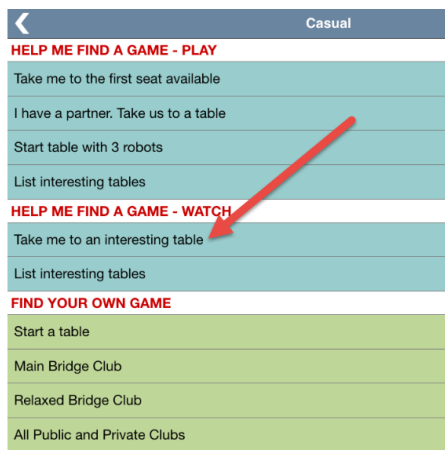 Casual
HELP ME FIND A GAME - PLAY
Take me to the first seat available
I have a partner. Take us to a table
Start table with 3 robots
List interesting tables
HELP ME FIND A GAME - WATCH
Take me to an interesting table
List interesting tables
FIND YOUR OWN GAME
Start a table
Main Bridge Club
Relaxed Bridge Club
All Public and Private Clubs